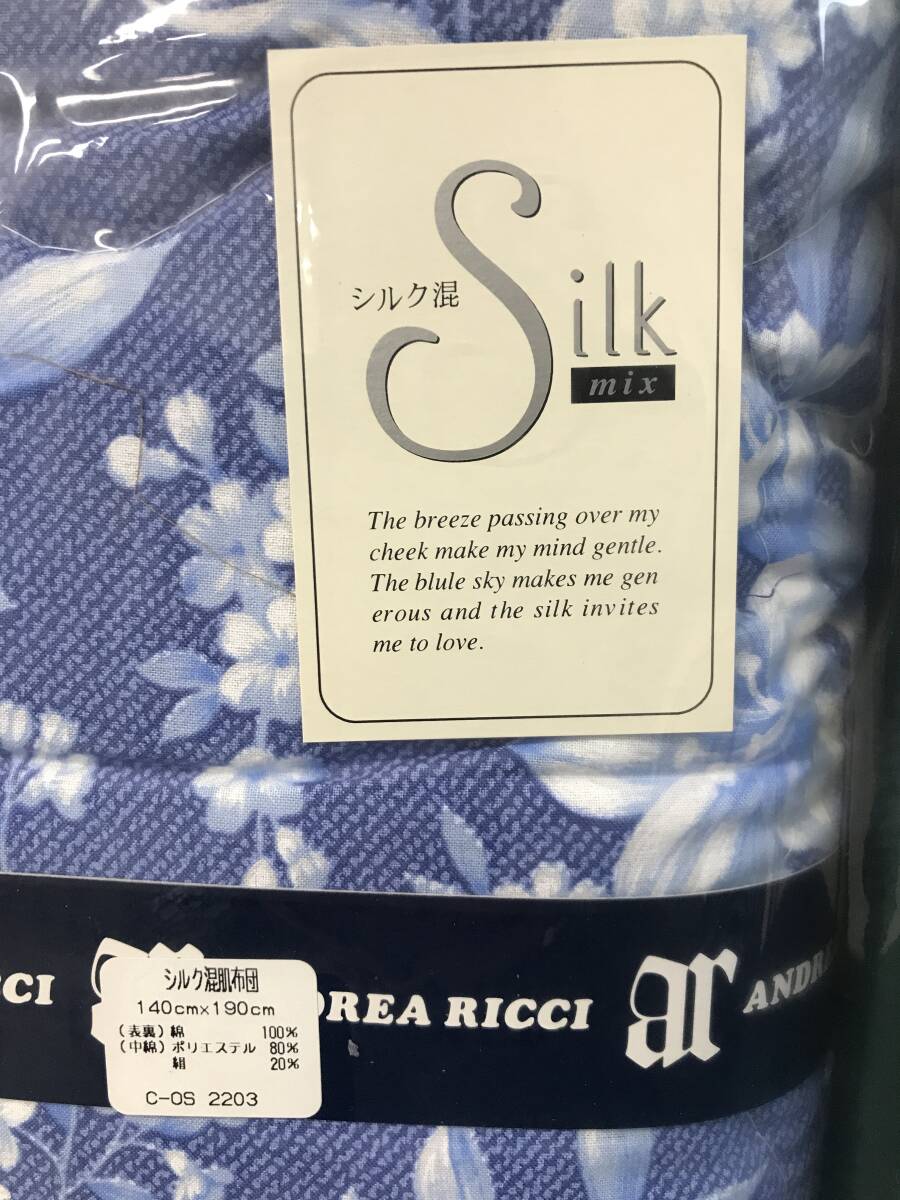 シルク混
Silk
mix
The breeze passing over my
cheek make my mind gentle.
The blule sky makes me gen
erous and the silk invites
me to love.
CCI
DREA RICCI
ar
ANDRE
シルク混肌布団
140cm×190cm
(表裏) 綿 100%
(中綿) ポリエステル 80%
絹 20%
C-OS 2203